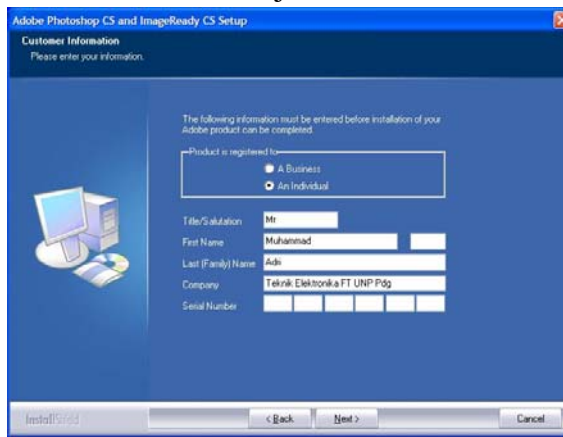 Adobe Photoshop CS and ImageReady CS Setup
Customer Information
Please enter your information.
The following information must be entered before installation of your
Adobe product can be completed.
Product is registered to
A Business
An Individual
Title/Salutation Mr
First Name Muhammad
Last (Family) Name Adri
Company Teknik Elektronika FT UNP Pdg
Serial Number
InstallShield
< Back Next > Cancel